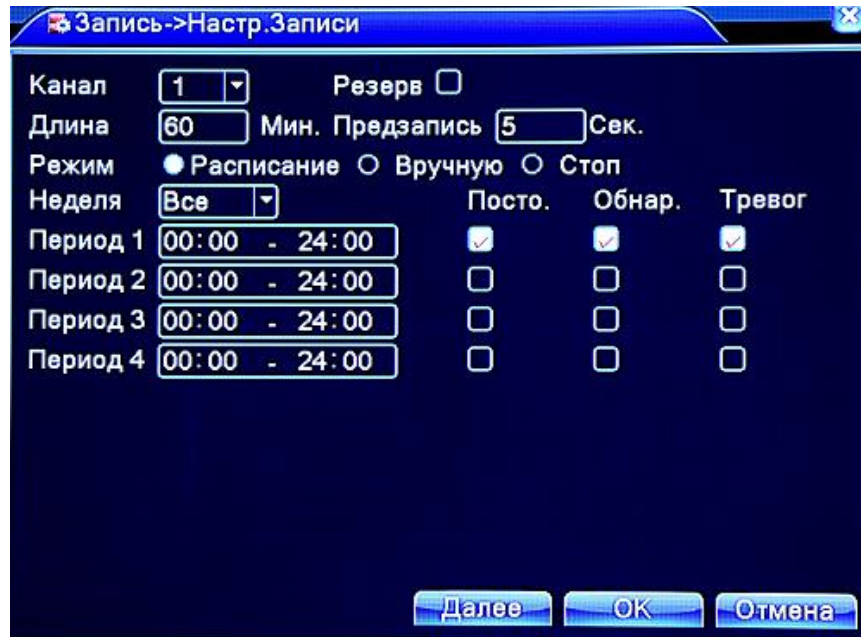 Запись->Настр.Записи
Канал 1 Резерв
Длина 60 Мин. Предзапись 5 Сек.
Режим Расписание Вручную Стоп
Неделя Все Посто. Обнар. Тревог
Период 1 00:00 - 24:00
Период 2 00:00 - 24:00
Период 3 00:00 - 24:00
Период 4 00:00 - 24:00
Далее OK Отмена